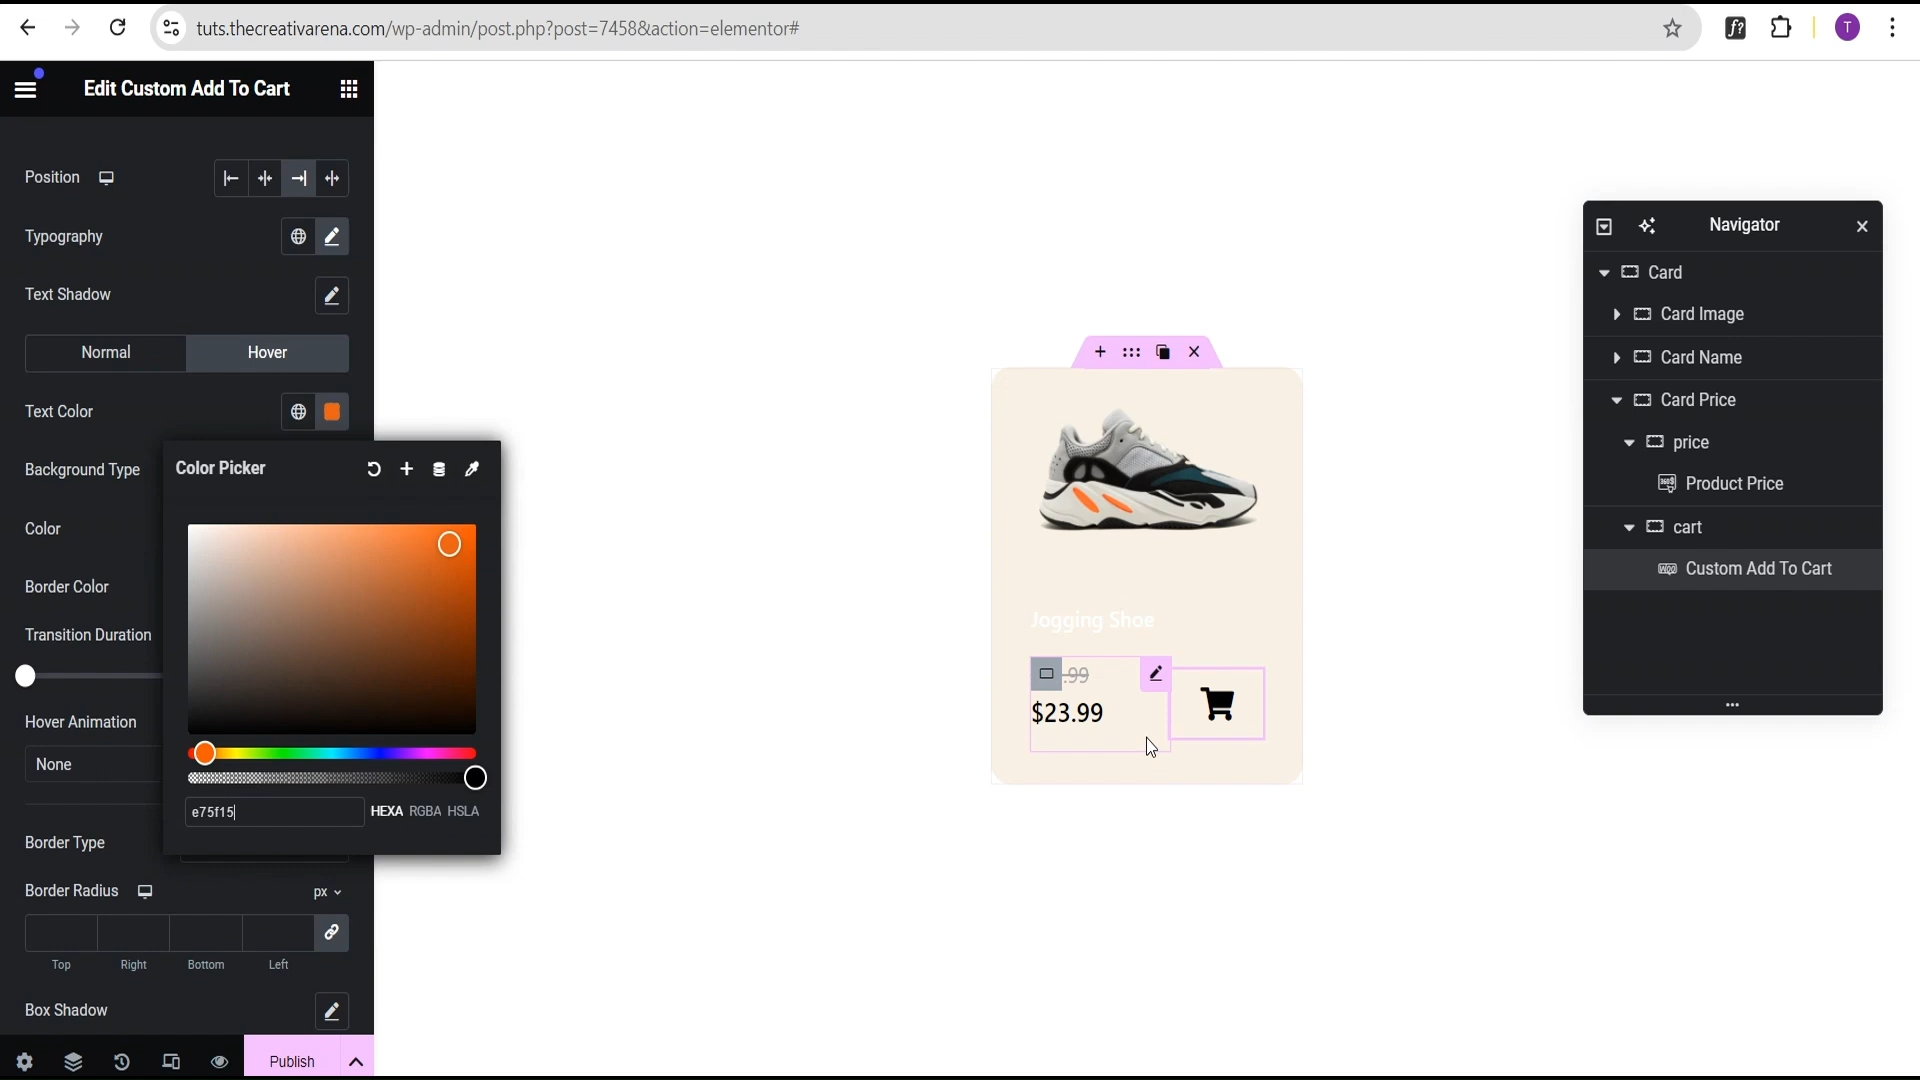 tuts.thecreativarena.com/wp-admin/post.php?post=7458&action=elementor#
T
Edit Custom Add To Cart
Position
Typography
Text Shadow
Normal
Hover
Text Color
Background Type
Color
Border Color
Transition Duration
Hover Animation
None
Border Type
Border Radius
px
Top
Right
Bottom
Left
Box Shadow
Publish
Color Picker
e75f15
HEXA
RGBA
HSLA
Jogging Shoe
.99
$23.99
Navigator
Card
Card Image
Card Name
Card Price
price
Product Price
cart
Custom Add To Cart